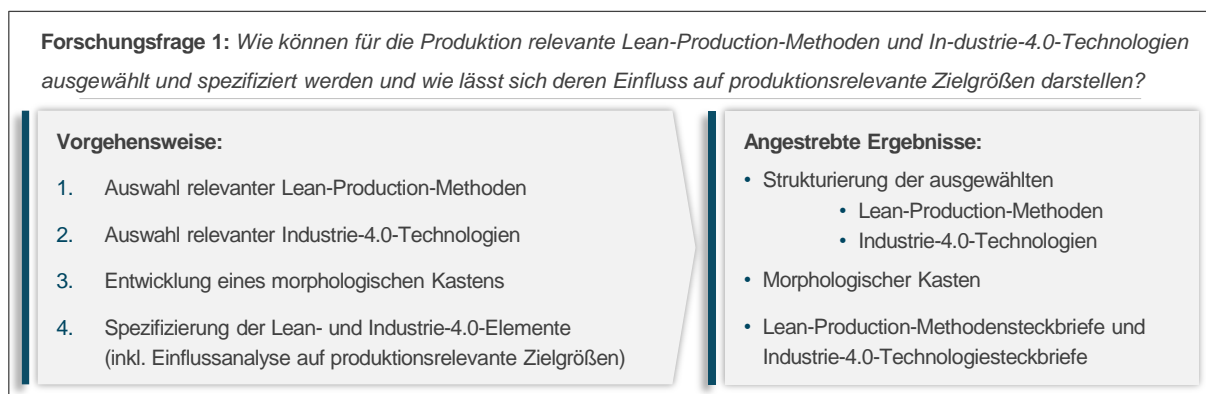 Forschungsfrage 1: Wie können für die Produktion relevante Lean-Production-Methoden und In-dustrie-4.0-Technologien
ausgewählt und spezifiziert werden und wie lässt sich deren Einfluss auf produktionsrelevante Zielgrößen darstellen?
Vorgehensweise:
1. Auswahl relevanter Lean-Production-Methoden
2. Auswahl relevanter Industrie-4.0-Technologien
3. Entwicklung eines morphologischen Kastens
4. Spezifizierung der Lean- und Industrie-4.0-Elemente
(inkl. Einflussanalyse auf produktionsrelevante Zielgrößen)
Angestrebte Ergebnisse:
• Strukturierung der ausgewählten
• Lean-Production-Methoden
• Industrie-4.0-Technologien
• Morphologischer Kasten
• Lean-Production-Methodensteckbriefe und
Industrie-4.0-Technologiesteckbriefe